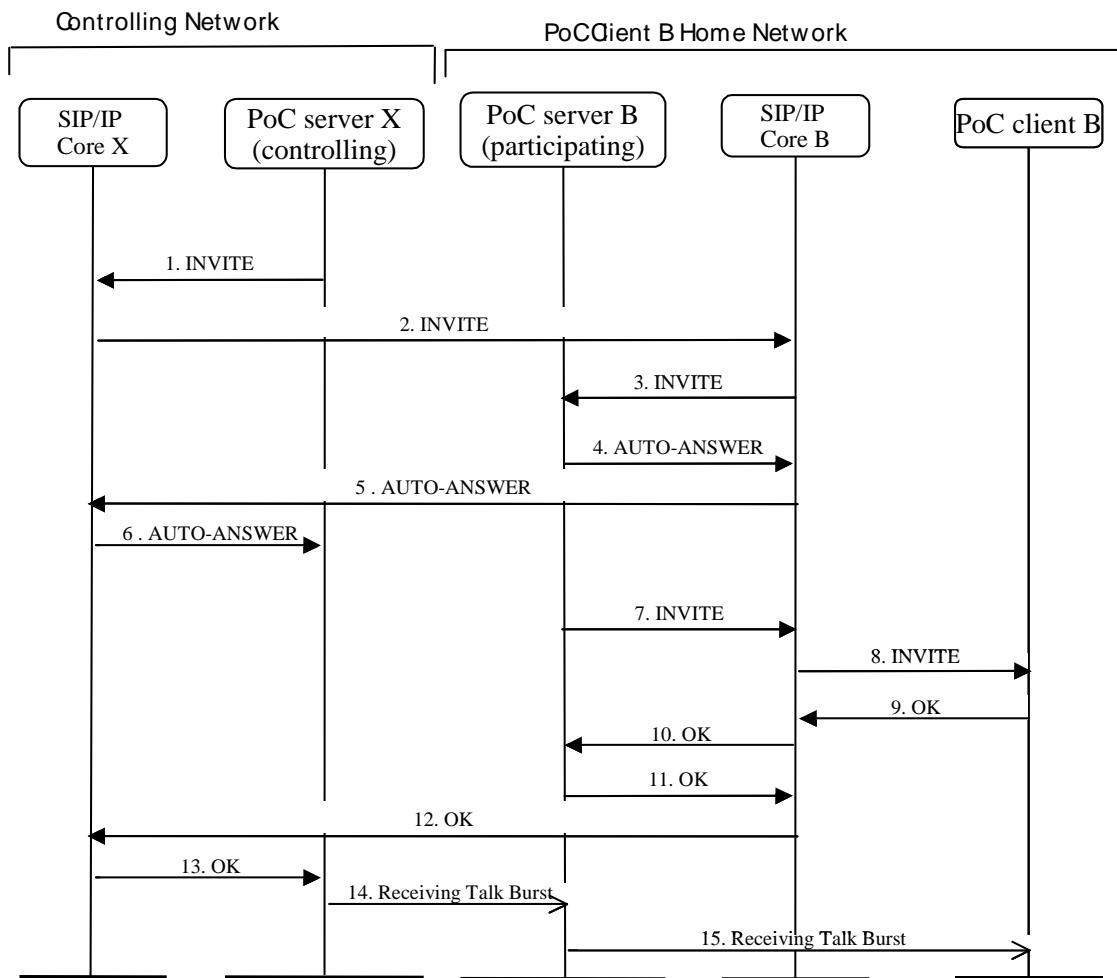 Controlling Network
PoCClient B Home Network
SIP/IP
Core X
PoC server X
(controlling)
PoC server B
(participating)
SIP/IP
Core B
PoC client B
1. INVITE
2. INVITE
3. INVITE
4. AUTO-ANSWER
5 . AUTO-ANSWER
6 . AUTO-ANSWER
7. INVITE
8. INVITE
9. OK
10. OK
11. OK
12. OK
13. OK
14. Receiving Talk Burst
15. Receiving Talk Burst